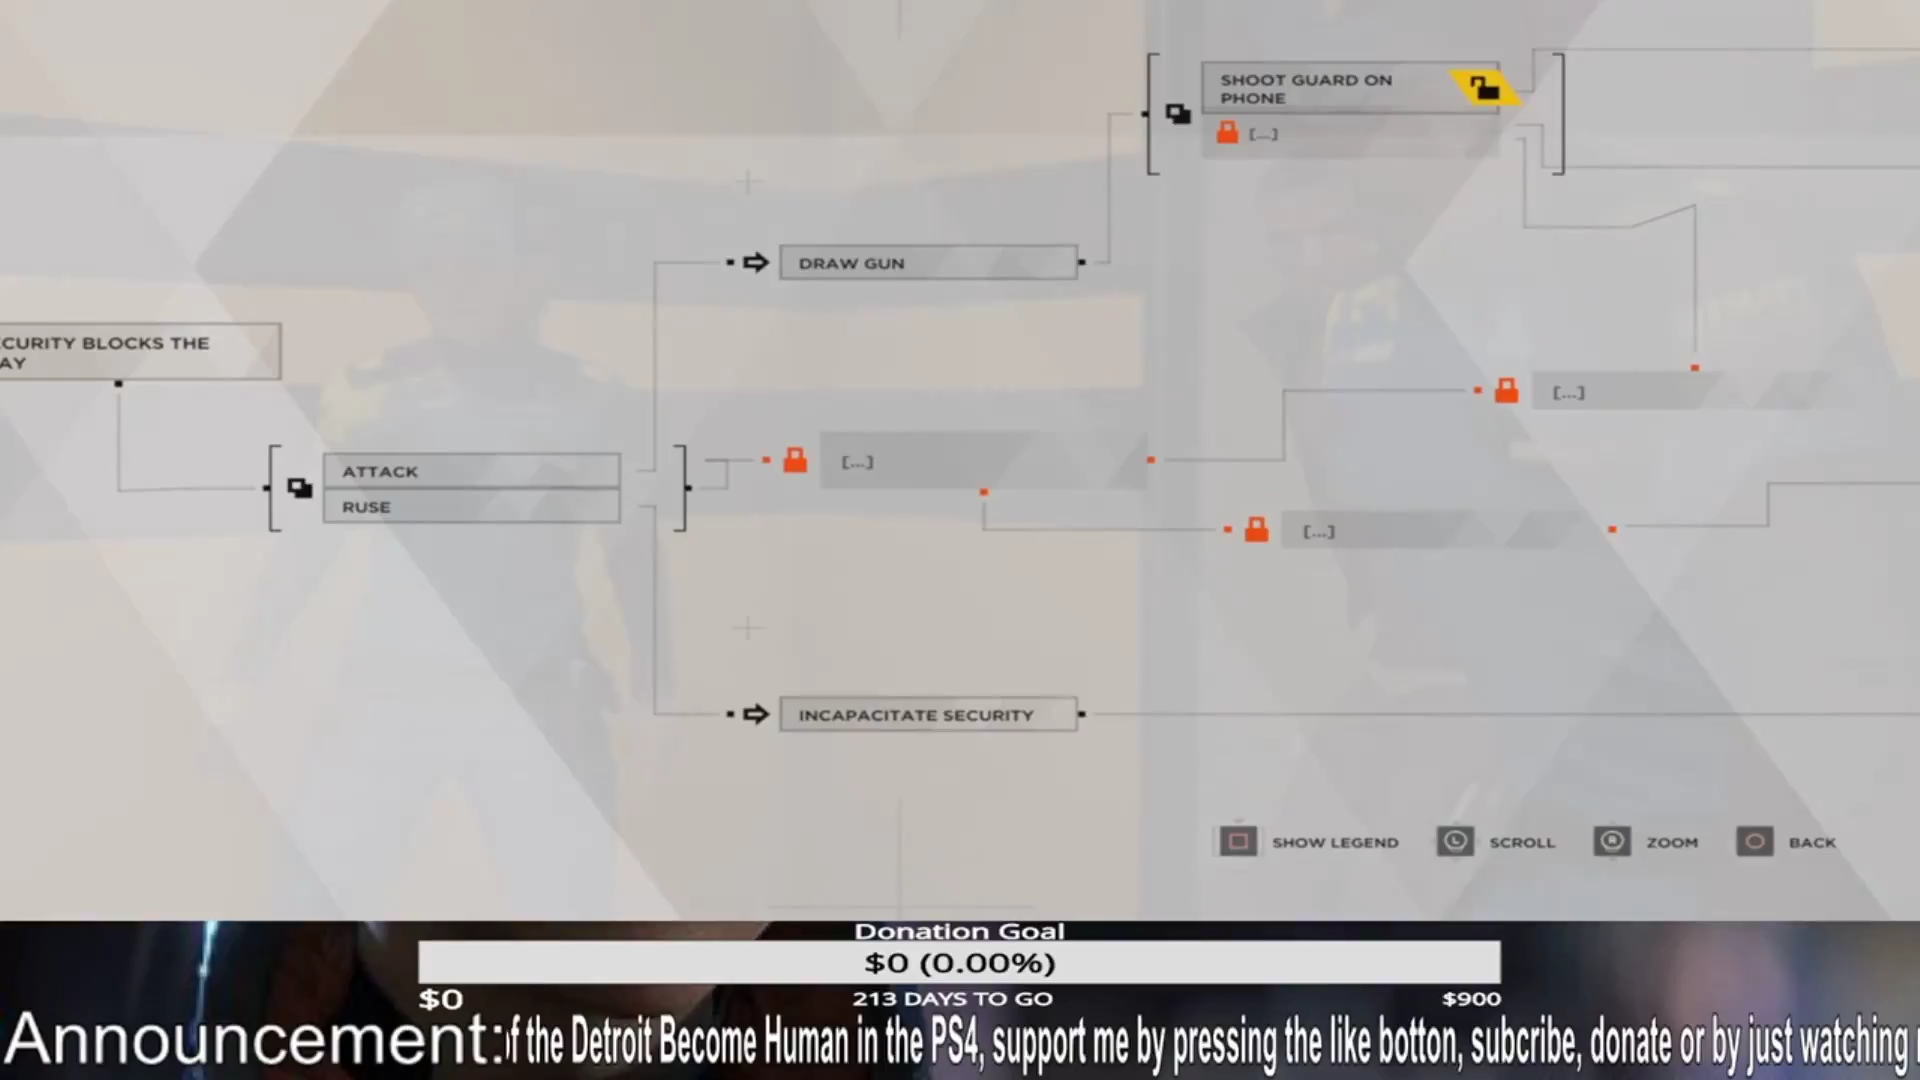 SHOOT GUARD ON
PHONE
[...]
DRAW GUN
CURITY BLOCKS THE
AY
[...]
ATTACK
[...]
RUSE
[...]
INCAPACITATE SECURITY
SHOW LEGEND
L
SCROLL
R
ZOOM
BACK
Donation Goal
$0 (0.00%)
$0
213 DAYS TO GO
$900
Announcement: f the Detroit Become Human in the PS4, support me by pressing the like botton, subcribe, donate or by just watching